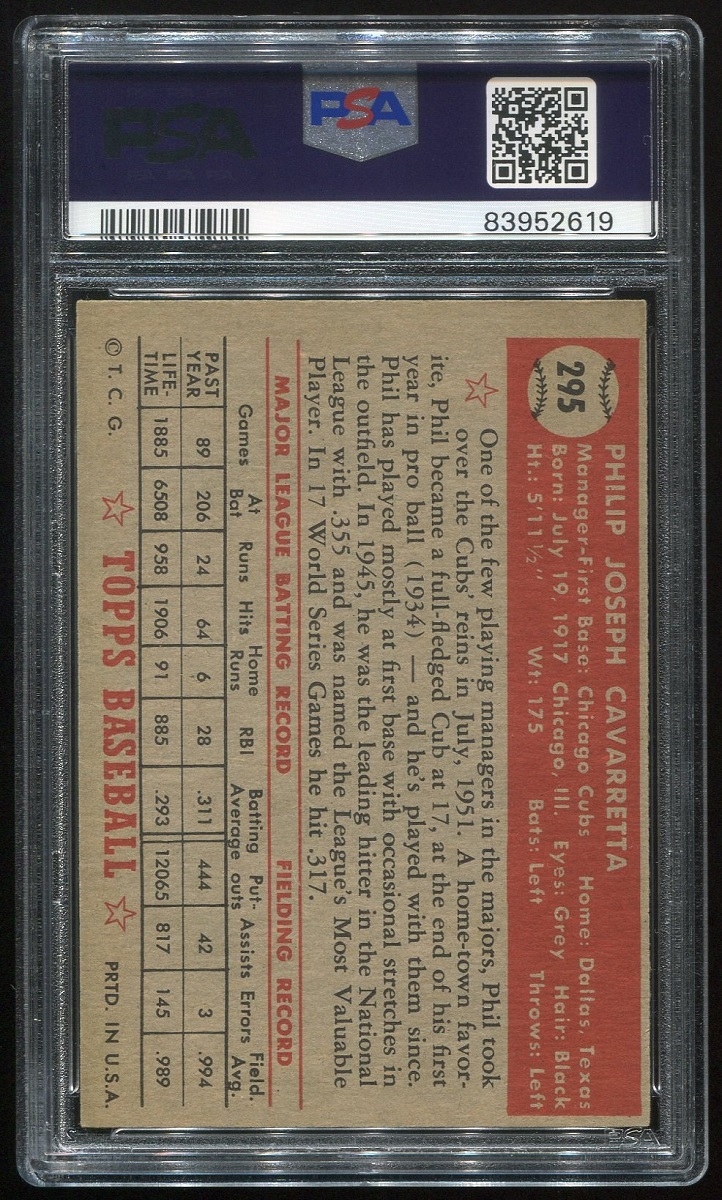 PSA
PSA
83952619
295
PHILIP JOSEPH CAVARRETTA
Manager-First Base: Chicago Cubs Home: Dallas, Texas
Born: July 19, 1917 Chicago, Ill. Eyes: Grey Hair: Black
Ht.: 5'11½" Wt: 175 Bats: Left Throws: Left
One of the few playing managers in the majors, Phil took
over the Cubs' reins in July, 1951. A home-town favor-
ite, Phil became a full-fledged Cub at 17, at the end of his first
year in pro ball (1934) — and he's played with them since.
Phil has played mostly at first base with occasional stretches in
the outfield. In 1945, he was the leading hitter in the National
League with .355 and was named the League's Most Valuable
Player. In 17 World Series Games he hit .317.
MAJOR LEAGUE BATTING RECORD FIELDING RECORD
Games At Bat Runs Hits Home Runs RBI Batting Average Put-outs Assists Errors Field. Avg.
PAST YEAR 89 206 24 64 6 28 .311 444 42 3 .994
LIFE-TIME 1885 6508 958 1906 91 885 .293 12065 817 145 .989
© T. C. G. TOPPS BASEBALL PRTD. IN U.S.A.
PSA